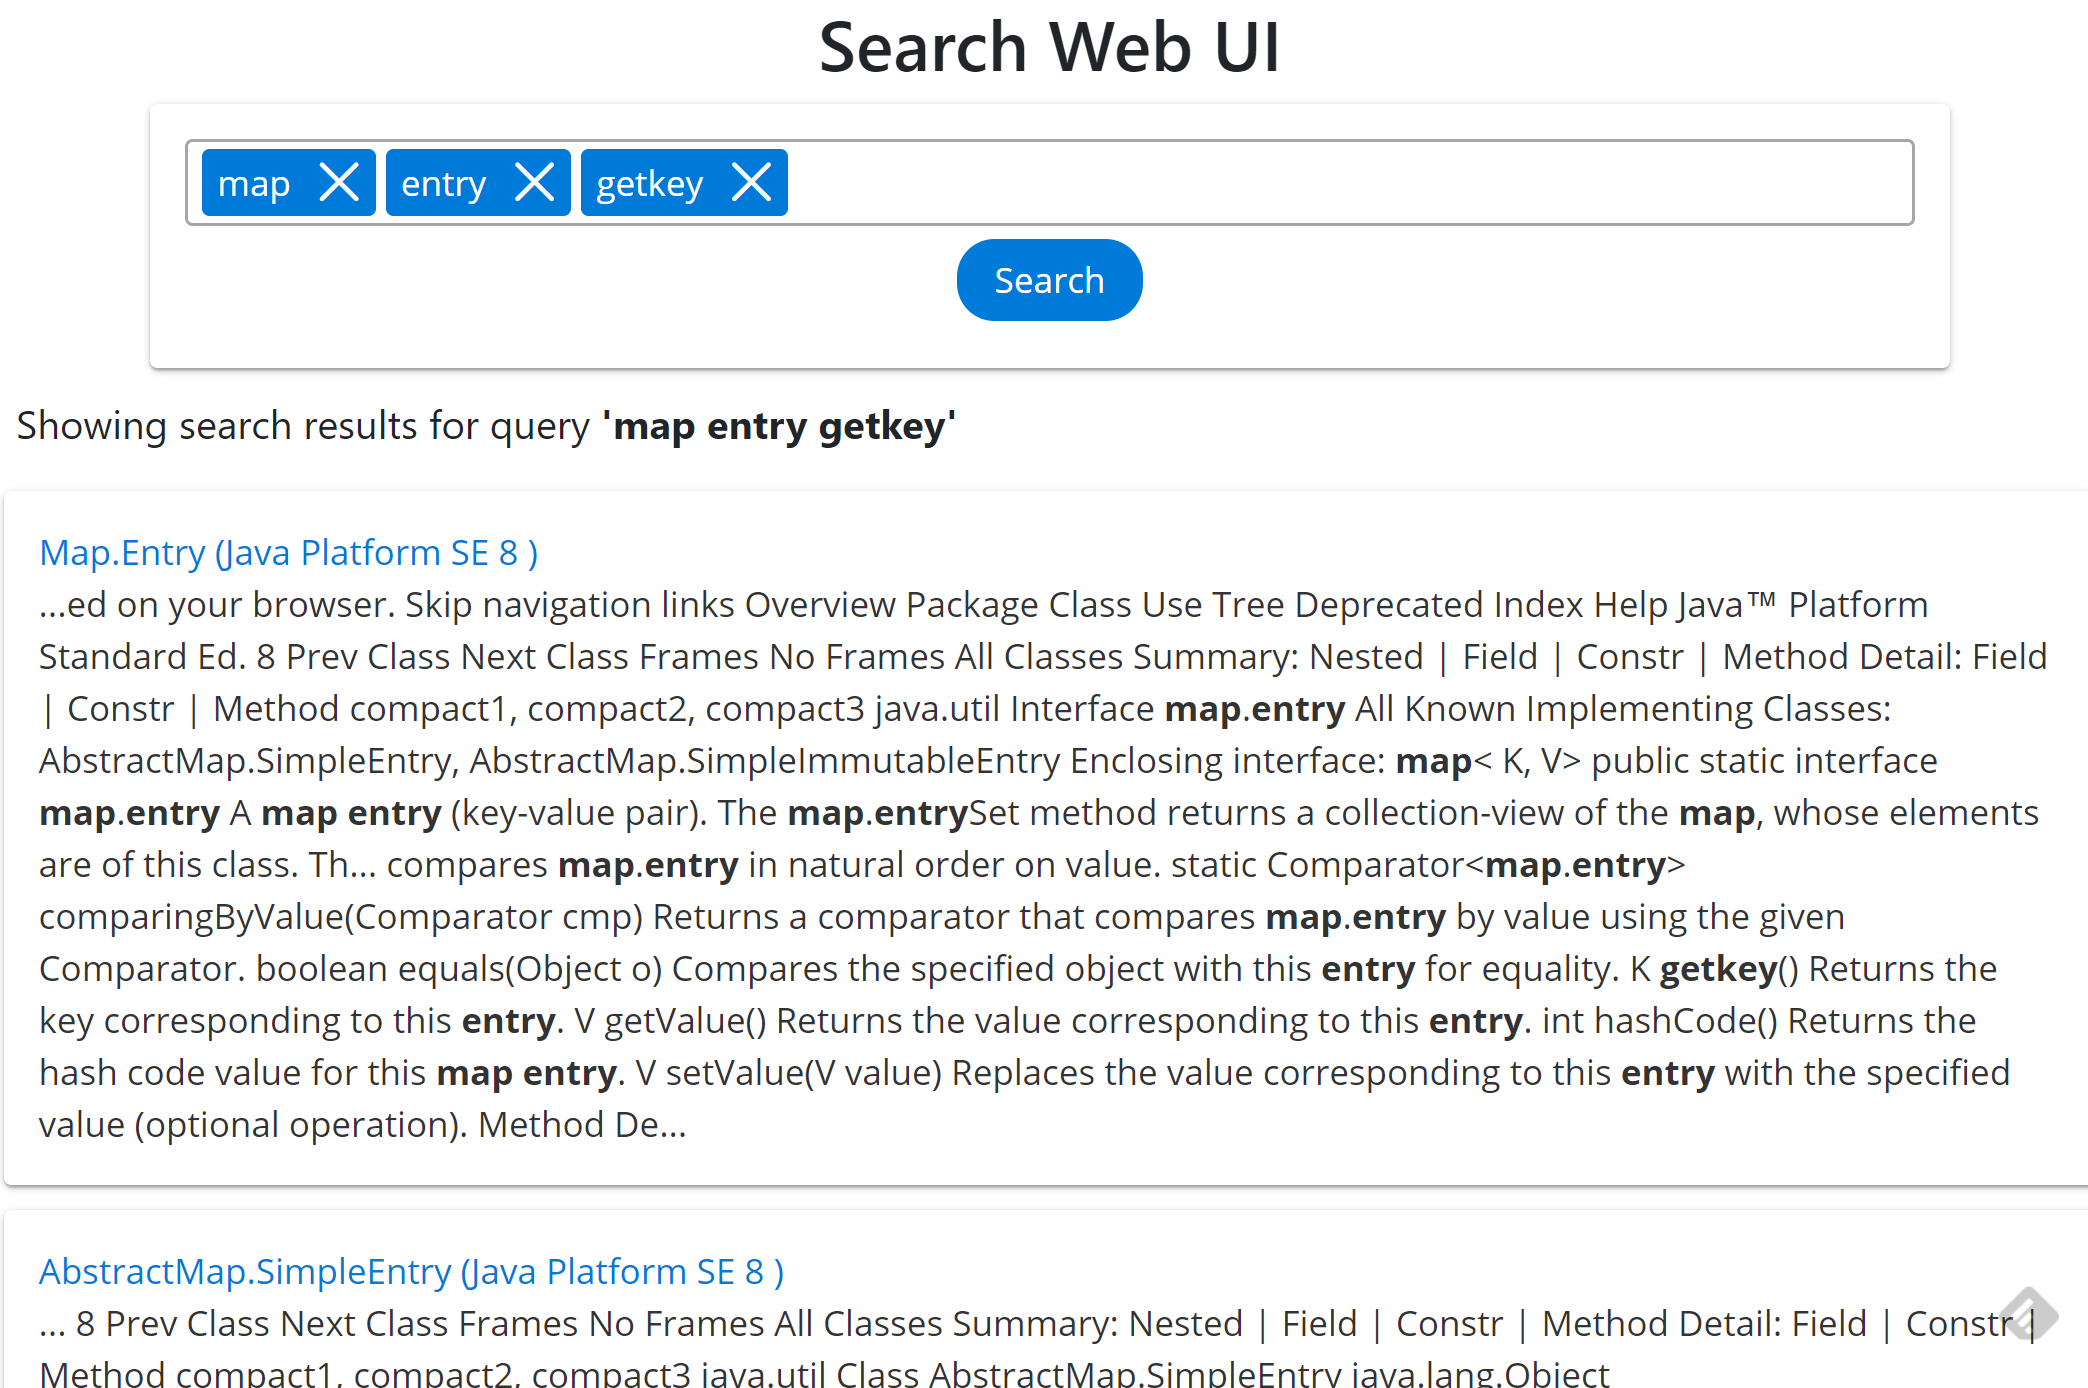 Search Web UI
map entry getkey
Search
Showing search results for query 'map entry getkey'
Map.Entry (Java Platform SE 8 )
...ed on your browser. Skip navigation links Overview Package Class Use Tree Deprecated Index Help Java™ Platform
Standard Ed. 8 Prev Class Next Class Frames No Frames All Classes Summary: Nested | Field | Constr | Method Detail: Field
| Constr | Method compact1, compact2, compact3 java.util Interface map.entry All Known Implementing Classes:
AbstractMap.SimpleEntry, AbstractMap.SimpleImmutableEntry Enclosing interface: map< K, V> public static interface
map.entry A map entry (key-value pair). The map.entrySet method returns a collection-view of the map, whose elements
are of this class. Th... compares map.entry in natural order on value. static Comparator<map.entry>
comparingByValue(Comparator cmp) Returns a comparator that compares map.entry by value using the given
Comparator. boolean equals(Object o) Compares the specified object with this entry for equality. K getkey() Returns the
key corresponding to this entry. V getValue() Returns the value corresponding to this entry. int hashCode() Returns the
hash code value for this map entry. V setValue(V value) Replaces the value corresponding to this entry with the specified
value (optional operation). Method De...
AbstractMap.SimpleEntry (Java Platform SE 8 )
... 8 Prev Class Next Class Frames No Frames All Classes Summary: Nested | Field | Constr | Method Detail: Field | Constr |
Method compact1, compact2, compact3 java.util Class AbstractMap.SimpleEntry java.lang.Object